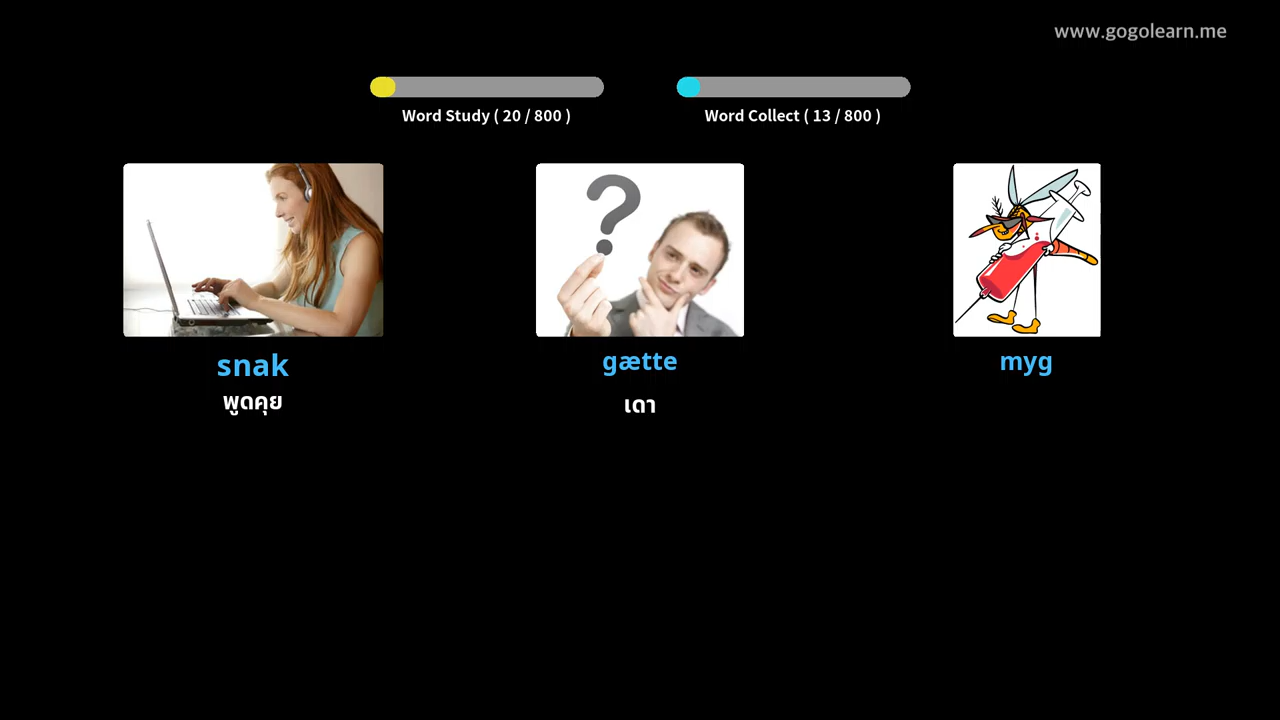 www.gogolearn.me
Word Study ( 20 / 800 )
Word Collect ( 13 / 800 )
snak
gætte
myg
พูดคุย
เดา